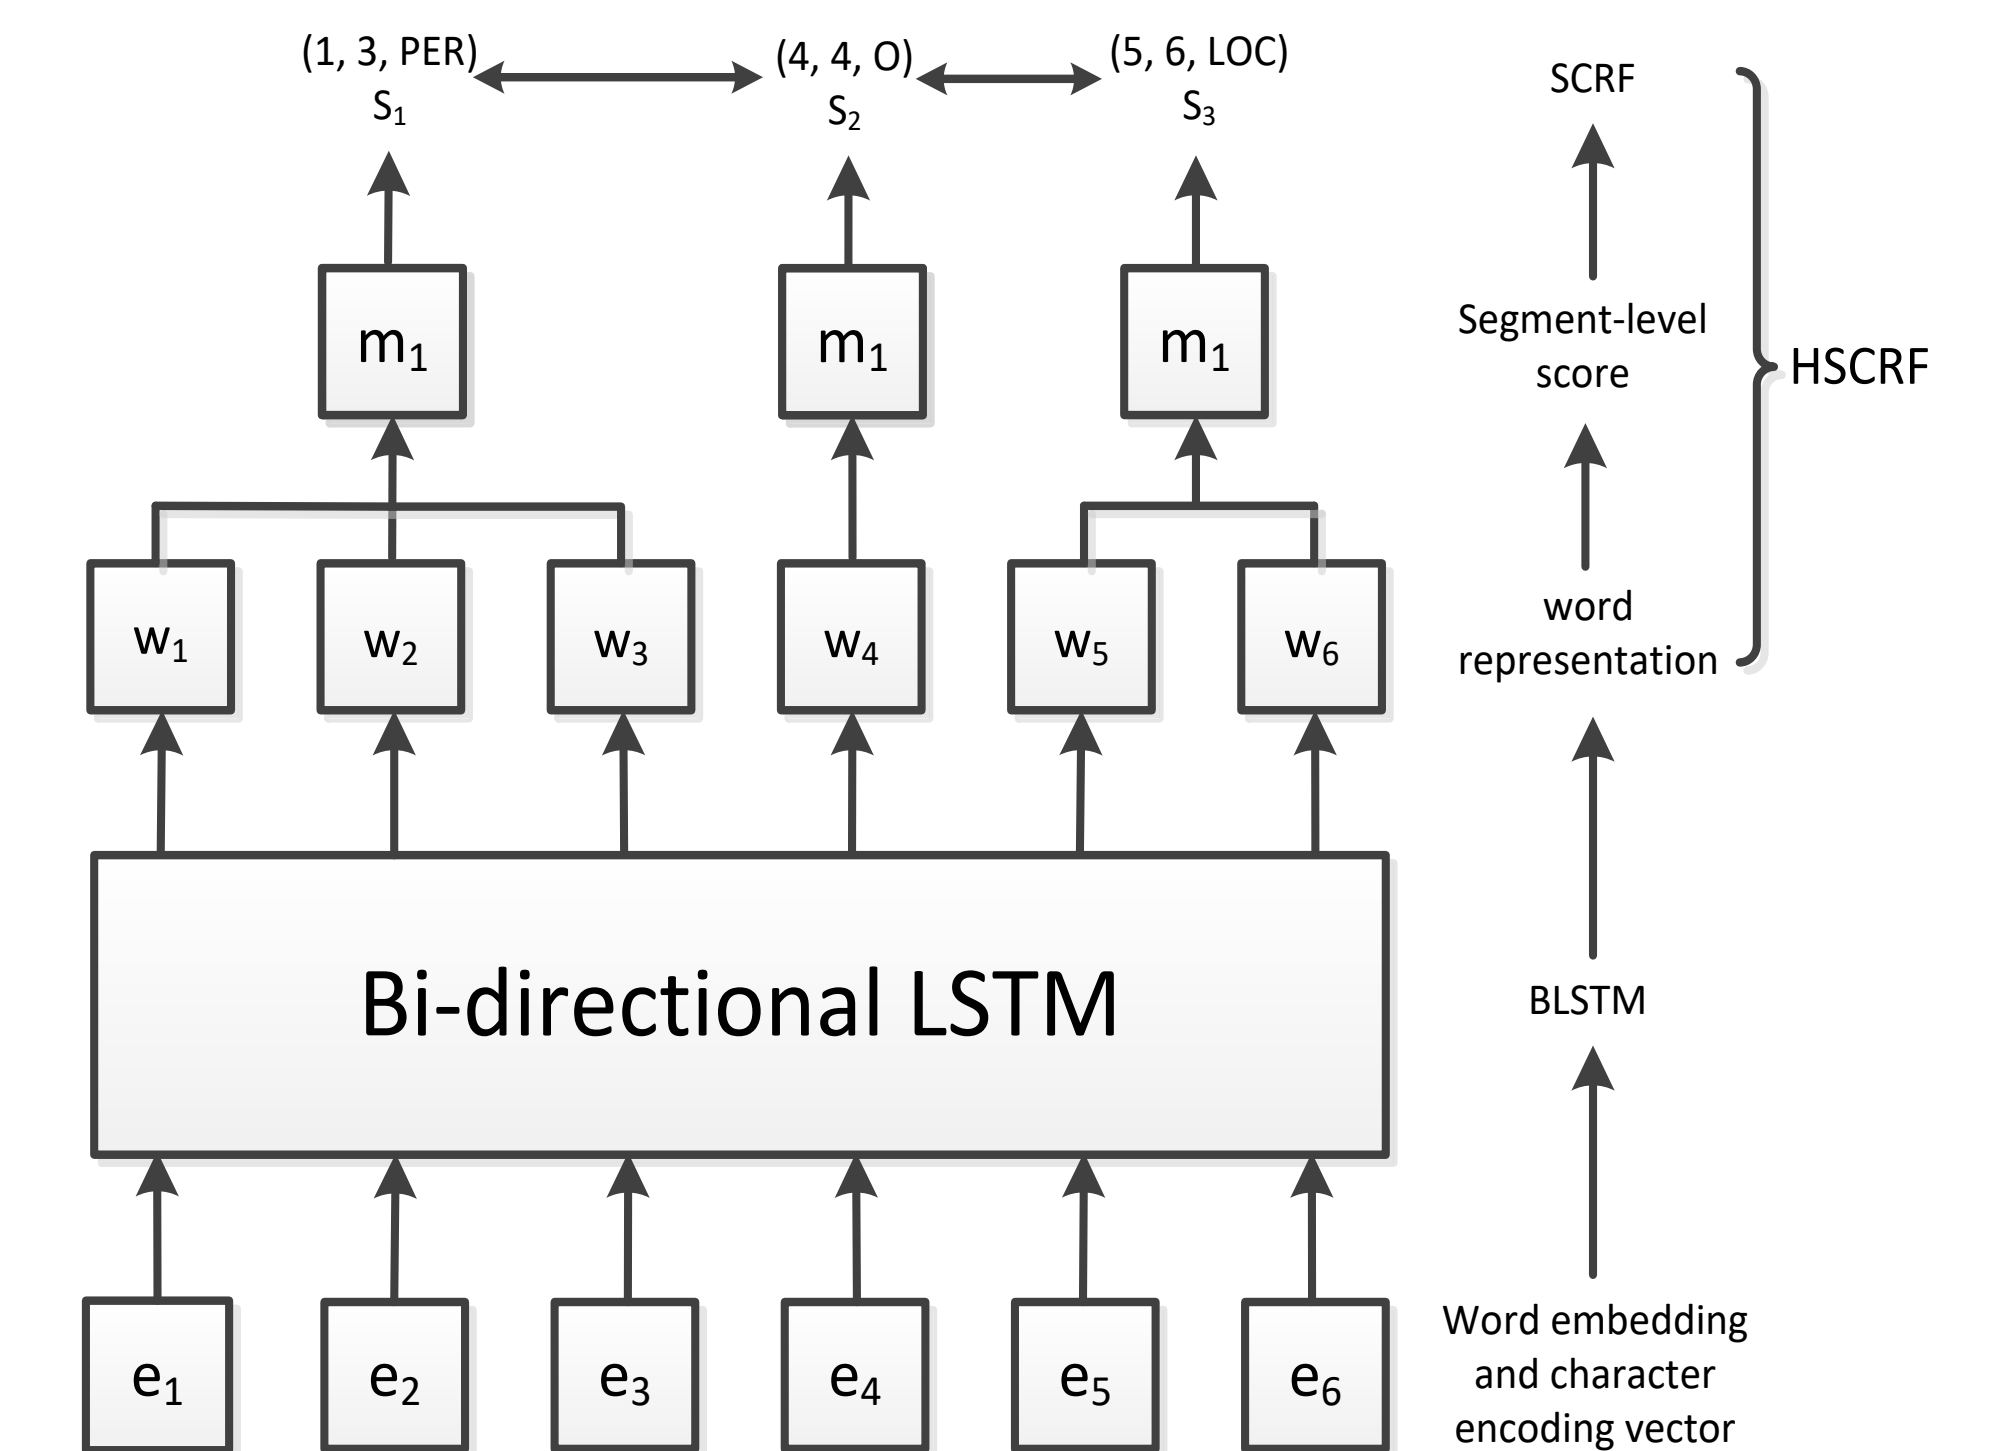 (1, 3, PER)
S1
(4, 4, O)
S2
(5, 6, LOC)
S3
SCRF
m1
m1
m1
Segment-level
score
HSCRF
w1
w2
w3
w4
w5
w6
word
representation
Bi-directional LSTM
BLSTM
e1
e2
e3
e4
e5
e6
Word embedding
and character
encoding vector